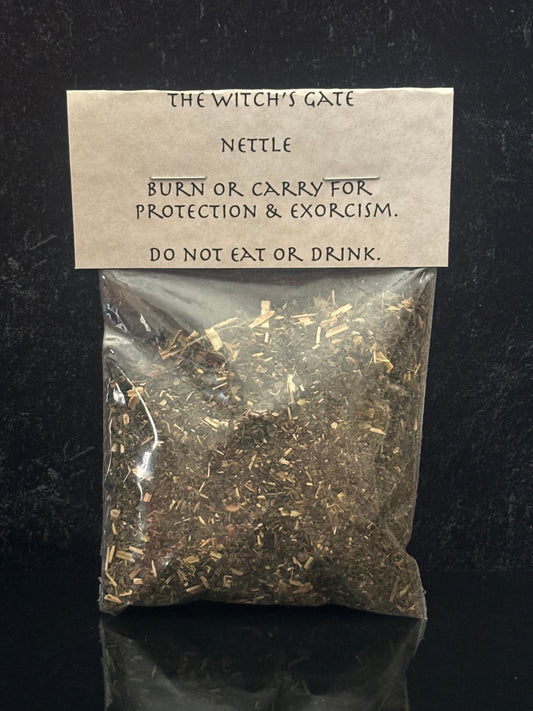 THE WITCH'S GATE
NETTLE
BURN OR CARRY FOR
PROTECTION & EXORCISM.
DO NOT EAT OR DRINK.